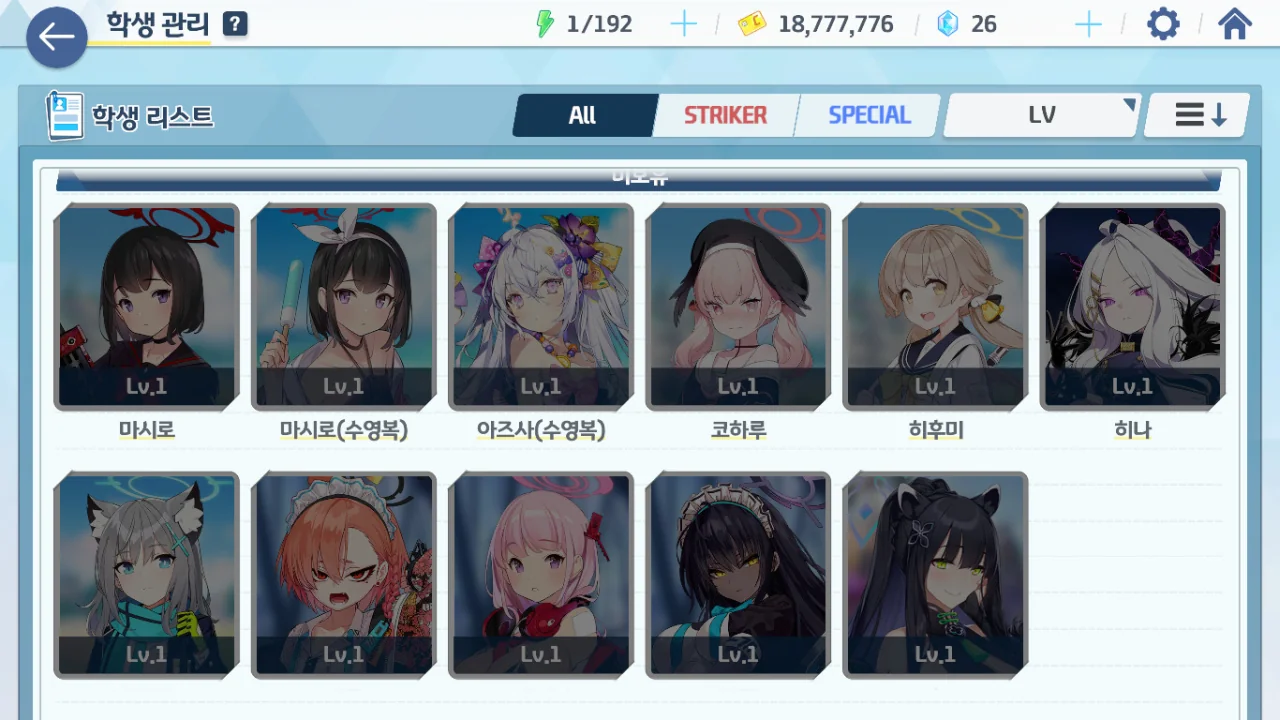 학생 관리 ? 1/192 18,777,776 26
학생 리스트 All STRIKER SPECIAL LV
미보유
Lv.1 Lv.1 Lv.1 Lv.1 Lv.1 Lv.1
마시로 마시로(수영복) 아즈사(수영복) 코하루 히후미 히나
Lv.1 Lv.1 Lv.1 Lv.1 Lv.1